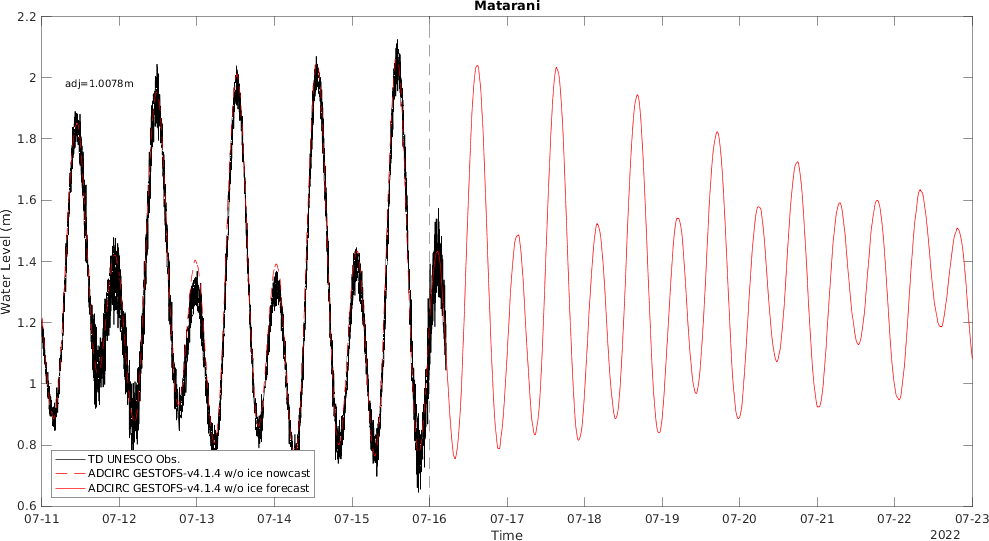 Matarani
2.2
2
1.8
1.6
1.4
1.2
1
0.8
0.6
Water Level (m)
adj=1.0078m
TD UNESCO Obs.
ADCIRC GESTOFS-v4.1.4 w/o ice nowcast
ADCIRC GESTOFS-v4.1.4 w/o ice forecast
07-11 07-12 07-13 07-14 07-15 07-16 07-17 07-18 07-19 07-20 07-21 07-22 07-23
Time
2022